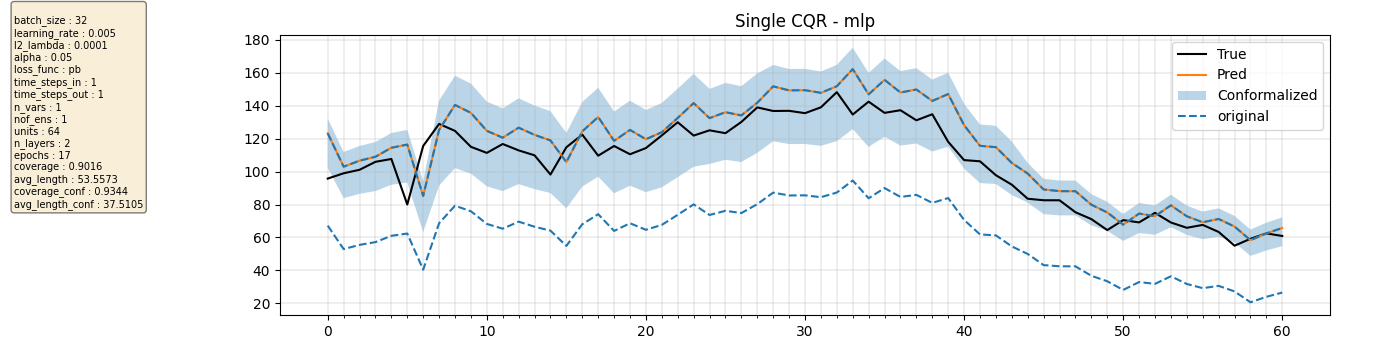 batch_size : 32
learning_rate : 0.005
l2_lambda : 0.0001
alpha : 0.05
loss_func : pb
time_steps_in : 1
time_steps_out : 1
n_vars : 1
nof_ens : 1
units : 64
n_layers : 2
epochs : 17
coverage : 0.9016
avg_length : 53.5573
coverage_conf : 0.9344
avg_length_conf : 37.5105
Single CQR - mlp
180
160
140
120
100
80
60
40
20
0 10 20 30 40 50 60
True
Pred
Conformalized
original